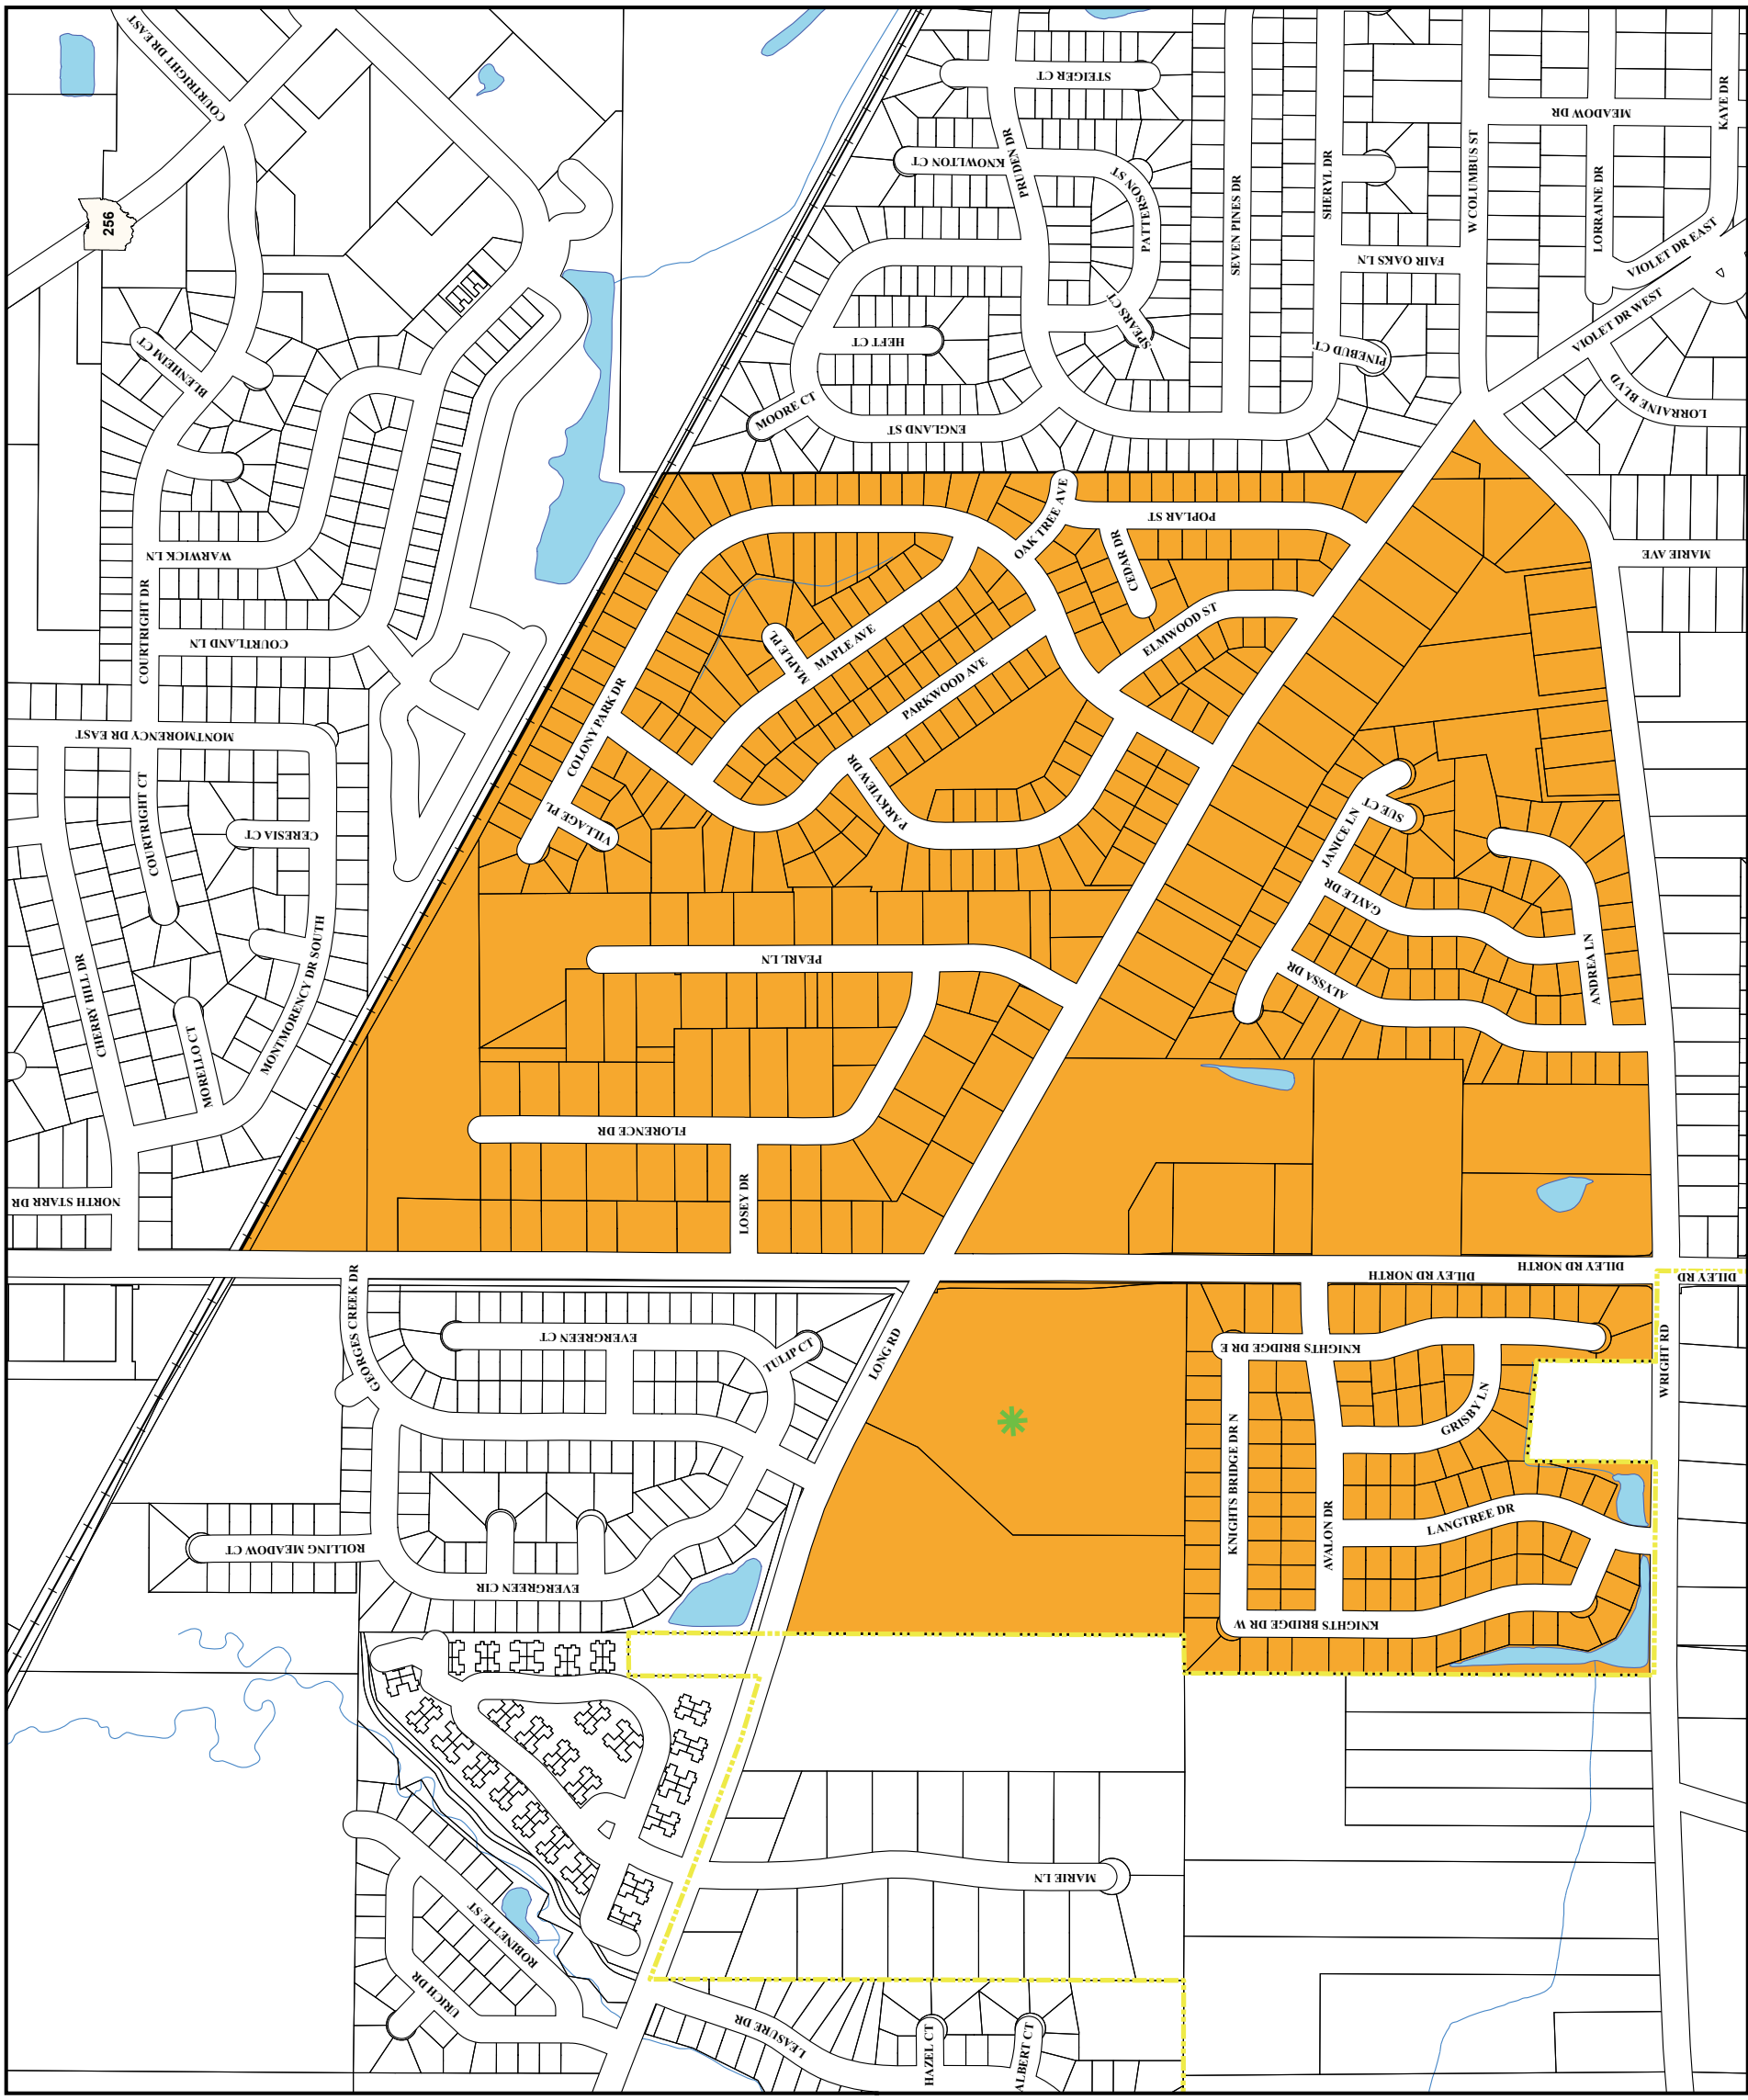 COURTRIGHT DR EAST
256
STEIGER CT
KNOWLTON CT
PRUDEN DR
PATTERSON ST
SPEARS CT
SEVEN PINES DR
SHERYL DR
W COLUMBUS ST
MEADOW DR
KAYE DR
LORRAINE DR
FAIR OAKS LN
VIOLET DR EAST
VIOLET DR WEST
HEFT CT
PINEBUD CT
BLENHEIM CT
MOORE CT
ENGLAND ST
LORRAINE BLVD
OAK TREE AVE
POPLAR ST
CEDAR DR
MARIE AVE
WARWICK LN
COURTRIGHT DR
COURTLAND LN
MAPLE PL
MAPLE AVE
ELMWOOD ST
PARKWOOD AVE
COLONY PARK DR
MONTMORENCY DR EAST
COURTRIGHT CT
CERESIA CT
VILLAGE PL
PARKVIEW DR
JANICE LN
SUE CT
GAYLE DR
PEARL LN
ALYSSA DR
ANDREA LN
CHERRY HILL DR
MONTMORENCY DR SOUTH
MORELLO CT
FLORENCE DR
LOSEY DR
NORTH STARR DR
DILEY RD NORTH
DILEY RD NORTH
DILEY RD
GEORGES CREEK DR
EVERGREEN CT
TULIP CT
LONG RD
KNIGHTS BRIDGE DR E
WRIGHT RD
GRISBY LN
KNIGHTS BRIDGE DR N
AVALON DR
LANGTREE DR
ROLLING MEADOW CT
EVERGREEN CIR
KNIGHTS BRIDGE DR W
MARIE LN
ROBINETTE ST
URICH DR
LEASURE DR
HAZEL CT
ALBERT CT